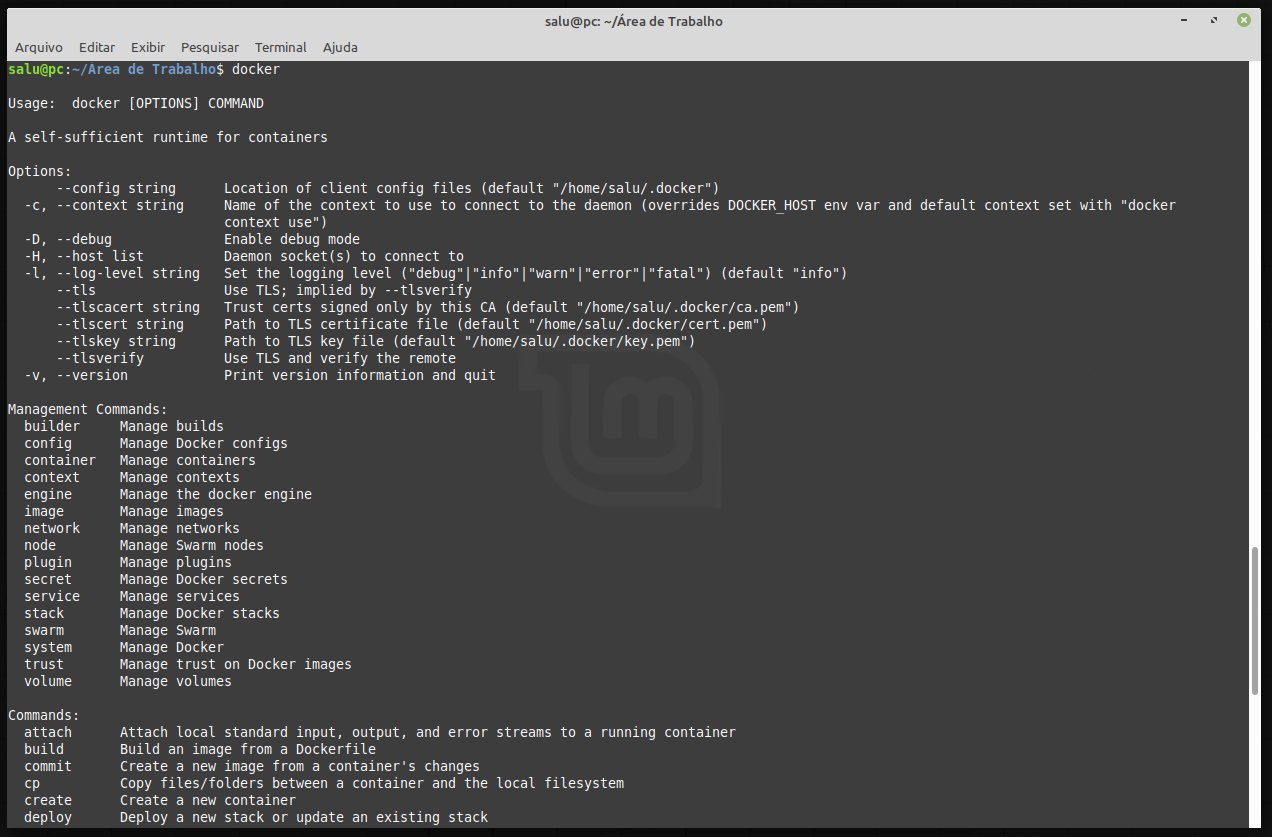 salu@pc: ~/Área de Trabalho
Arquivo Editar Exibir Pesquisar Terminal Ajuda
salu@pc:~/Área de Trabalho$ docker

Usage:  docker [OPTIONS] COMMAND

A self-sufficient runtime for containers

Options:
      --config string      Location of client config files (default "/home/salu/.docker")
  -c, --context string     Name of the context to use to connect to the daemon (overrides DOCKER_HOST env var and default context set with "docker
                           context use")
  -D, --debug              Enable debug mode
  -H, --host list          Daemon socket(s) to connect to
  -l, --log-level string   Set the logging level ("debug"|"info"|"warn"|"error"|"fatal") (default "info")
      --tls                Use TLS; implied by --tlsverify
      --tlscacert string   Trust certs signed only by this CA (default "/home/salu/.docker/ca.pem")
      --tlscert string     Path to TLS certificate file (default "/home/salu/.docker/cert.pem")
      --tlskey string      Path to TLS key file (default "/home/salu/.docker/key.pem")
      --tlsverify          Use TLS and verify the remote
  -v, --version            Print version information and quit

Management Commands:
  builder     Manage builds
  config      Manage Docker configs
  container   Manage containers
  context     Manage contexts
  engine      Manage the docker engine
  image       Manage images
  network     Manage networks
  node        Manage Swarm nodes
  plugin      Manage plugins
  secret      Manage Docker secrets
  service     Manage services
  stack       Manage Docker stacks
  swarm       Manage Swarm
  system      Manage Docker
  trust       Manage trust on Docker images
  volume      Manage volumes

Commands:
  attach      Attach local standard input, output, and error streams to a running container
  build       Build an image from a Dockerfile
  commit      Create a new image from a container's changes
  cp          Copy files/folders between a container and the local filesystem
  create      Create a new container
  deploy      Deploy a new stack or update an existing stack